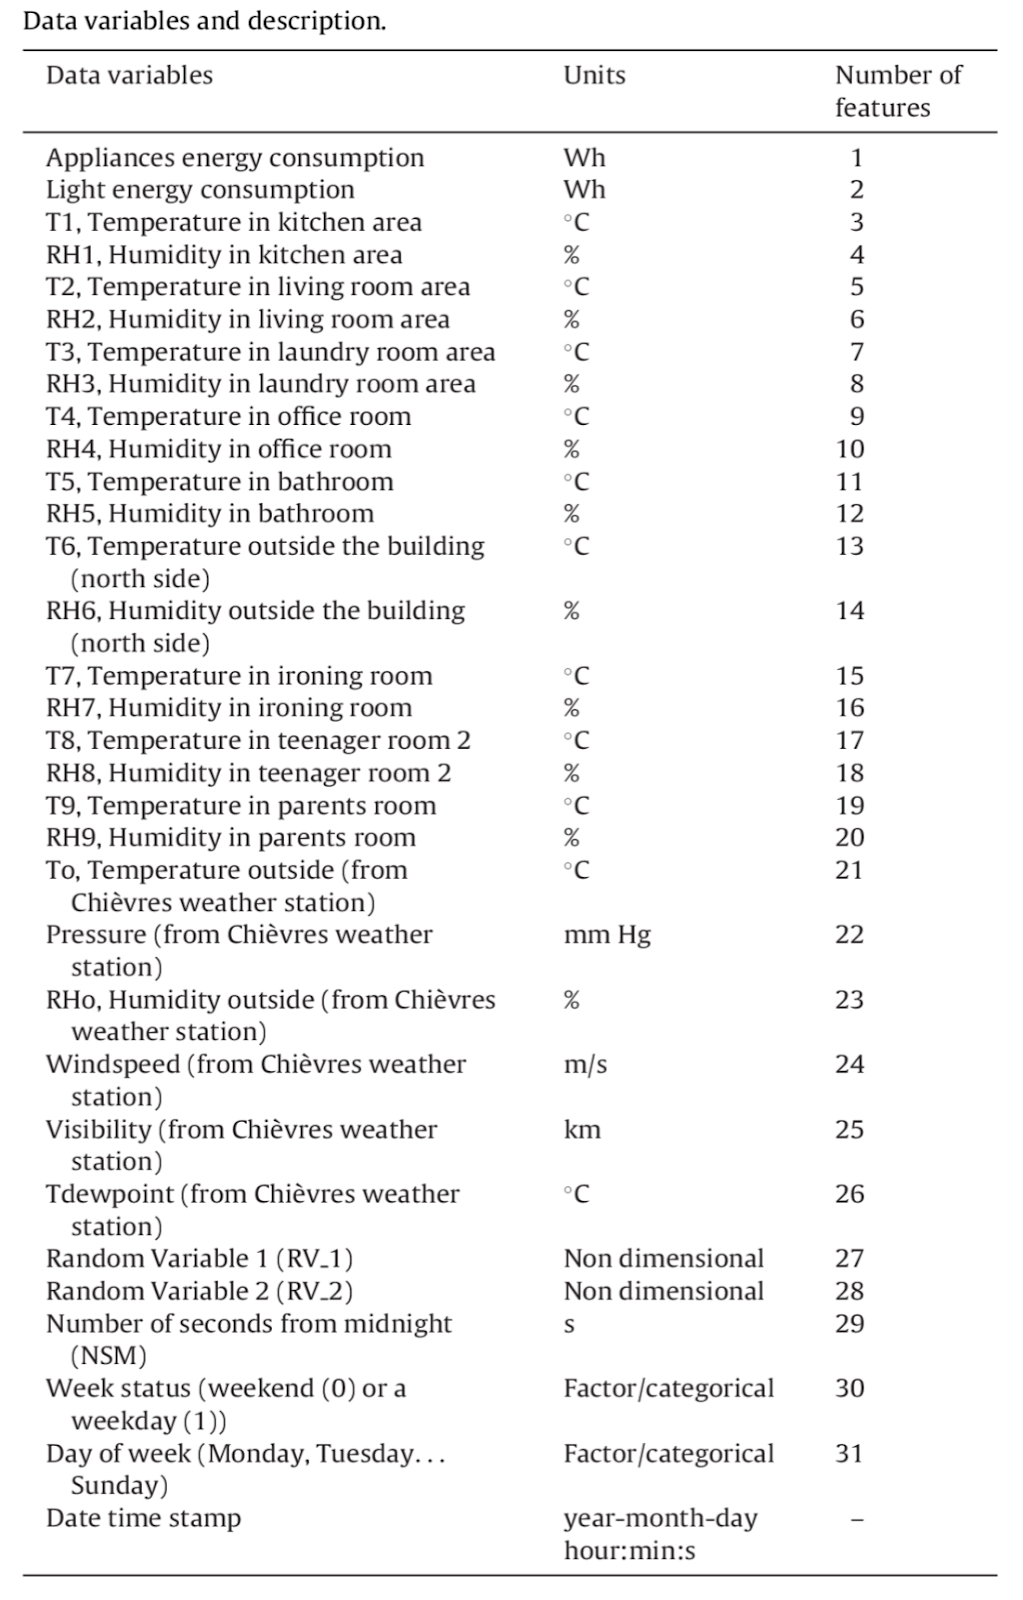 Data variables and description.
Data variables Units Number of
features
Appliances energy consumption Wh 1
Light energy consumption Wh 2
T1, Temperature in kitchen area °C 3
RH1, Humidity in kitchen area % 4
T2, Temperature in living room area °C 5
RH2, Humidity in living room area % 6
T3, Temperature in laundry room area °C 7
RH3, Humidity in laundry room area % 8
T4, Temperature in office room °C 9
RH4, Humidity in office room % 10
T5, Temperature in bathroom °C 11
RH5, Humidity in bathroom % 12
T6, Temperature outside the building °C 13
(north side)
RH6, Humidity outside the building % 14
(north side)
T7, Temperature in ironing room °C 15
RH7, Humidity in ironing room % 16
T8, Temperature in teenager room 2 °C 17
RH8, Humidity in teenager room 2 % 18
T9, Temperature in parents room °C 19
RH9, Humidity in parents room % 20
To, Temperature outside (from °C 21
Chièvres weather station)
Pressure (from Chièvres weather mm Hg 22
station)
RHo, Humidity outside (from Chièvres % 23
weather station)
Windspeed (from Chièvres weather m/s 24
station)
Visibility (from Chièvres weather km 25
station)
Tdewpoint (from Chièvres weather °C 26
station)
Random Variable 1 (RV_1) Non dimensional 27
Random Variable 2 (RV_2) Non dimensional 28
Number of seconds from midnight s 29
(NSM)
Week status (weekend (0) or a Factor/categorical 30
weekday (1))
Day of week (Monday, Tuesday... Factor/categorical 31
Sunday)
Date time stamp year-month-day –
hour:min:s